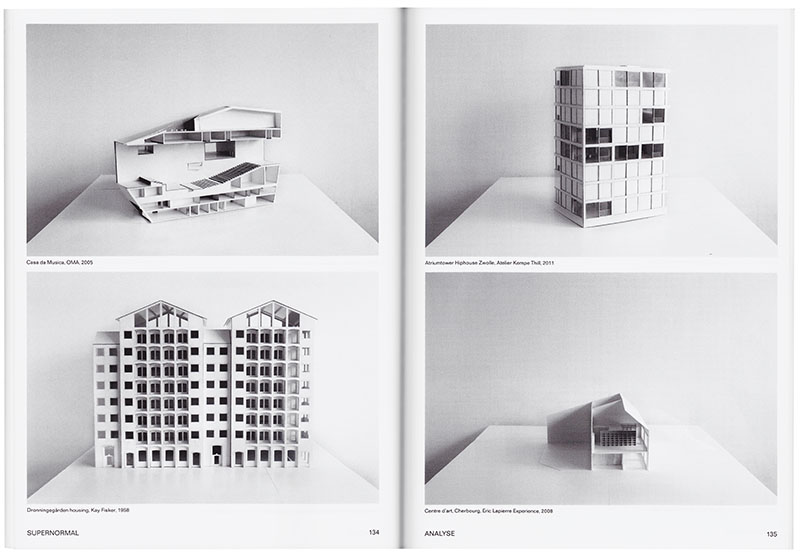 Casa da Musica, OMA, 2005
Dronningegården housing, Kay Fisker, 1958
SUPERNORMAL
134
Atriumtower Hiphouse Zwolle, Atelier Kempe Thill, 2011
Centre d'art, Cherbourg, Eric Lapierre Experience, 2008
ANALYSE
135